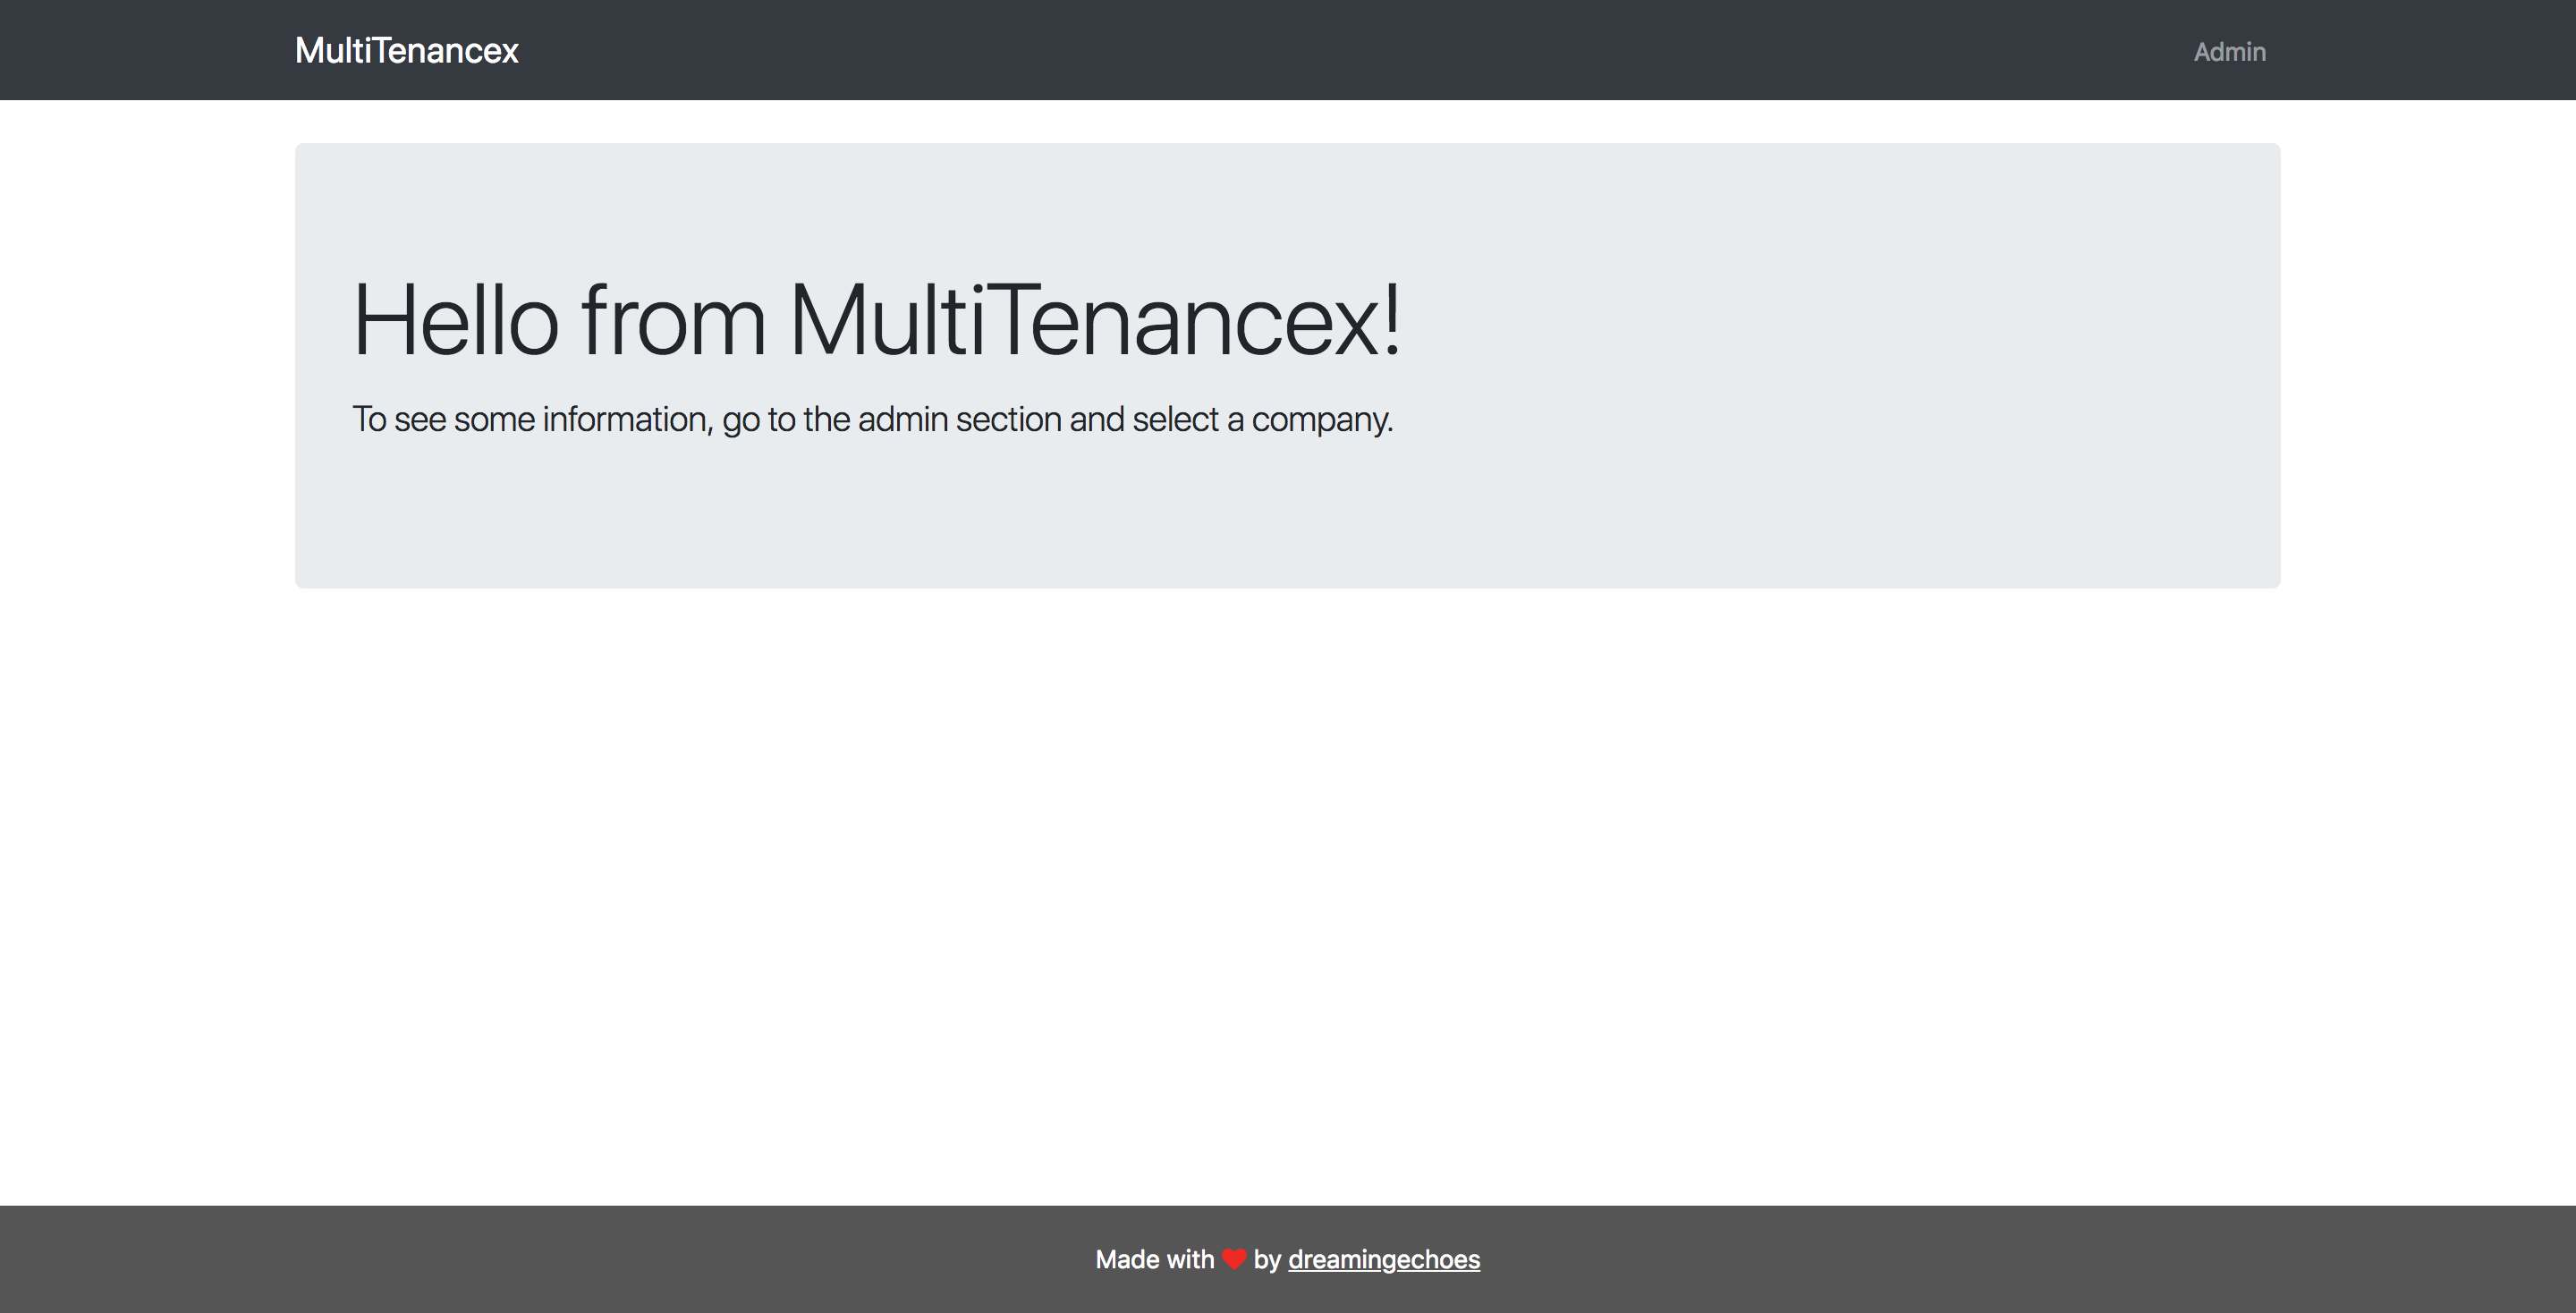 MultiTenancex
Admin
Hello from MultiTenancex!
To see some information, go to the admin section and select a company.
Made with ❤ by dreamingechoes